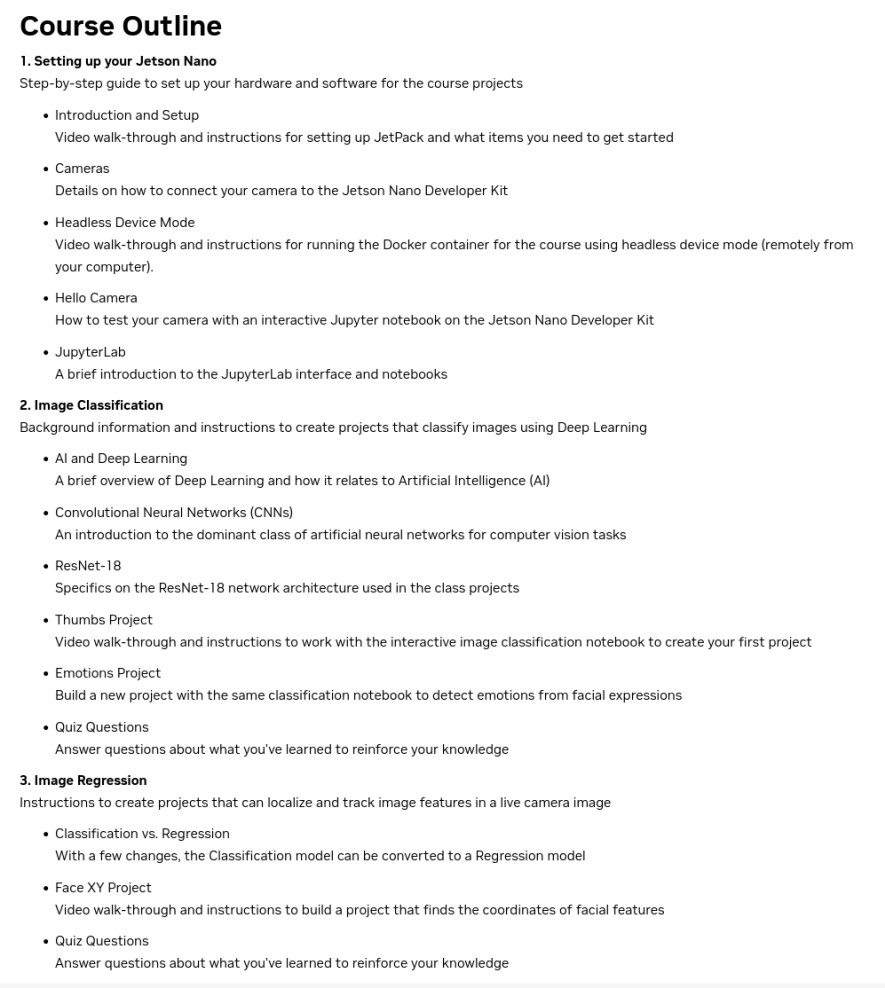 Course Outline
1. Setting up your Jetson Nano
Step-by-step guide to set up your hardware and software for the course projects
• Introduction and Setup
Video walk-through and instructions for setting up JetPack and what items you need to get started
• Cameras
Details on how to connect your camera to the Jetson Nano Developer Kit
• Headless Device Mode
Video walk-through and instructions for running the Docker container for the course using headless device mode (remotely from
your computer).
• Hello Camera
How to test your camera with an interactive Jupyter notebook on the Jetson Nano Developer Kit
• JupyterLab
A brief introduction to the JupyterLab interface and notebooks
2. Image Classification
Background information and instructions to create projects that classify images using Deep Learning
• AI and Deep Learning
A brief overview of Deep Learning and how it relates to Artificial Intelligence (AI)
• Convolutional Neural Networks (CNNs)
An introduction to the dominant class of artificial neural networks for computer vision tasks
• ResNet-18
Specifics on the ResNet-18 network architecture used in the class projects
• Thumbs Project
Video walk-through and instructions to work with the interactive image classification notebook to create your first project
• Emotions Project
Build a new project with the same classification notebook to detect emotions from facial expressions
• Quiz Questions
Answer questions about what you've learned to reinforce your knowledge
3. Image Regression
Instructions to create projects that can localize and track image features in a live camera image
• Classification vs. Regression
With a few changes, the Classification model can be converted to a Regression model
• Face XY Project
Video walk-through and instructions to build a project that finds the coordinates of facial features
• Quiz Questions
Answer questions about what you've learned to reinforce your knowledge